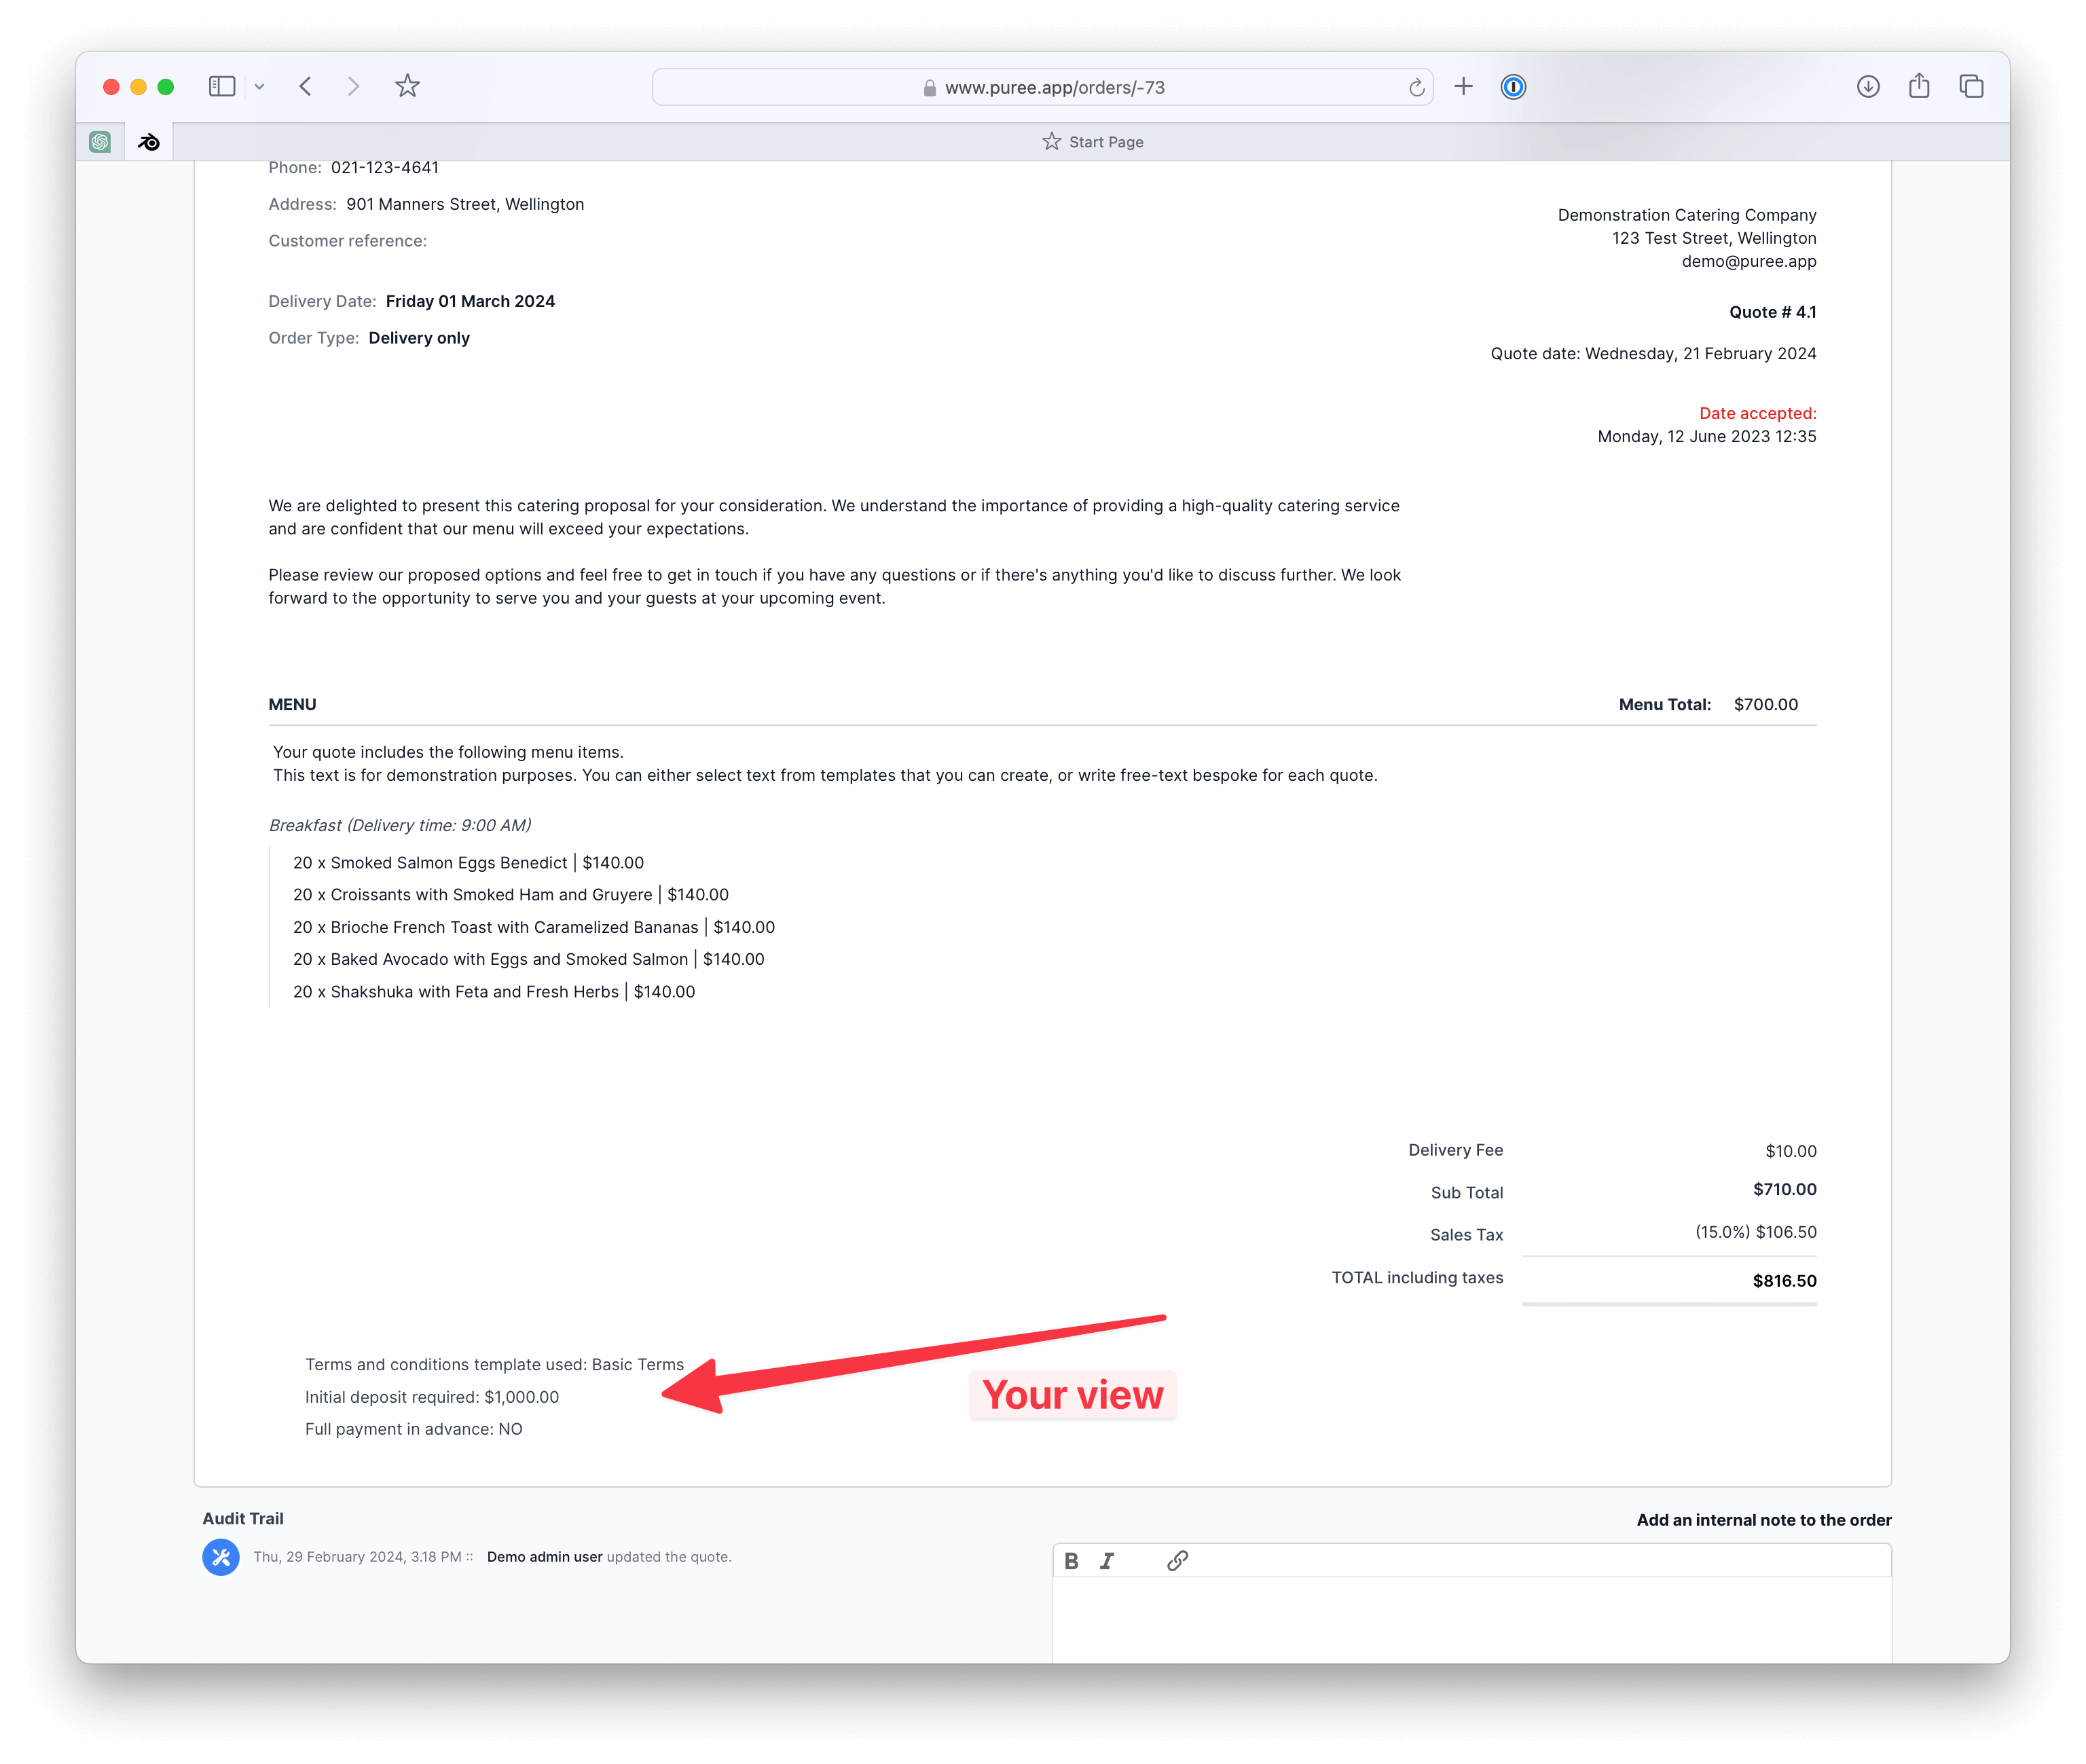 www.puree.app/orders/-73
Start Page
Phone: 021-123-4641
Address: 901 Manners Street, Wellington
Customer reference:
Delivery Date: Friday 01 March 2024
Order Type: Delivery only
Demonstration Catering Company
123 Test Street, Wellington
demo@puree.app
Quote # 4.1
Quote date: Wednesday, 21 February 2024
Date accepted:
Monday, 12 June 2023 12:35
We are delighted to present this catering proposal for your consideration. We understand the importance of providing a high-quality catering service
and are confident that our menu will exceed your expectations.
Please review our proposed options and feel free to get in touch if you have any questions or if there's anything you'd like to discuss further. We look
forward to the opportunity to serve you and your guests at your upcoming event.
MENU Menu Total: $700.00
Your quote includes the following menu items.
This text is for demonstration purposes. You can either select text from templates that you can create, or write free-text bespoke for each quote.
Breakfast (Delivery time: 9:00 AM)
20 x Smoked Salmon Eggs Benedict | $140.00
20 x Croissants with Smoked Ham and Gruyere | $140.00
20 x Brioche French Toast with Caramelized Bananas | $140.00
20 x Baked Avocado with Eggs and Smoked Salmon | $140.00
20 x Shakshuka with Feta and Fresh Herbs | $140.00
Delivery Fee $10.00
Sub Total $710.00
Sales Tax (15.0%) $106.50
TOTAL including taxes $816.50
Terms and conditions template used: Basic Terms
Initial deposit required: $1,000.00
Full payment in advance: NO
Your view
Audit Trail
Thu, 29 February 2024, 3.18 PM :: Demo admin user updated the quote.
Add an internal note to the order
B I